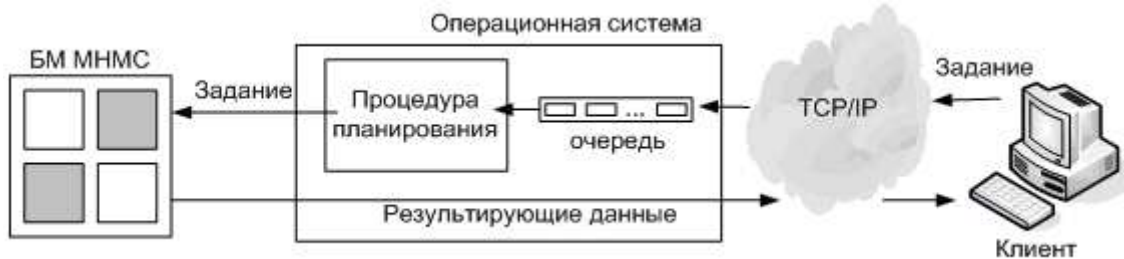 Операционная система
БМ МНМС
Задание
Процедура
планирования
...
очередь
TCP/IP
Задание
Результирующие данные
Клиент